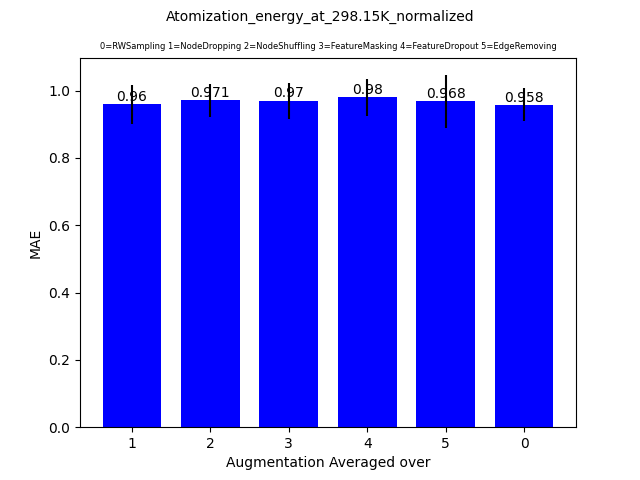 Atomization_energy_at_298.15K_normalized
0=RWSampling 1=NodeDropping 2=NodeShuffling 3=FeatureMasking 4=FeatureDropout 5=EdgeRemoving
1.0
0.8
0.6
0.4
0.2
0.0
MAE
0.96 0.971 0.97 0.98 0.968 0.958
1 2 3 4 5 0
Augmentation Averaged over